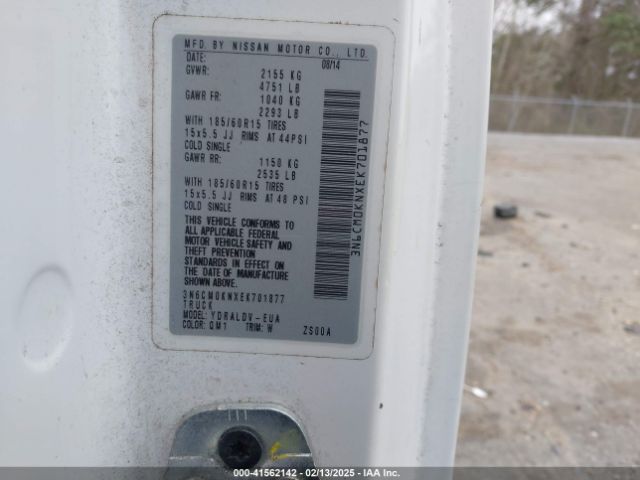 MFD. BY NISSAN MOTOR CO., LTD.
DATE: 08/14
GVWR: 2155 KG
4751 LB
GAWR FR: 1040 KG
2293 LB
WITH 185/60R15 TIRES
15x5.5 JJ RIMS AT 44PSI
COLD SINGLE
GAWR RR: 1150 KG
2535 LB
WITH 185/60R15 TIRES
15x5.5 JJ RIMS AT 48 PSI
COLD SINGLE
THIS VEHICLE CONFORMS TO
ALL APPLICABLE FEDERAL
MOTOR VEHICLE SAFETY AND
THEFT PREVENTION
STANDARDS IN EFFECT ON
THE DATE OF MANUFACTURE
SHOWN ABOVE.
3N6CM0KNXEK701877
TRUCK
MODEL: YDRALDV-EUA
COLOR: QM1 TRIM: W ZS00A
3N6CM0KNXEK701877
000-41562142 - 02/13/2025 - IAA Inc.